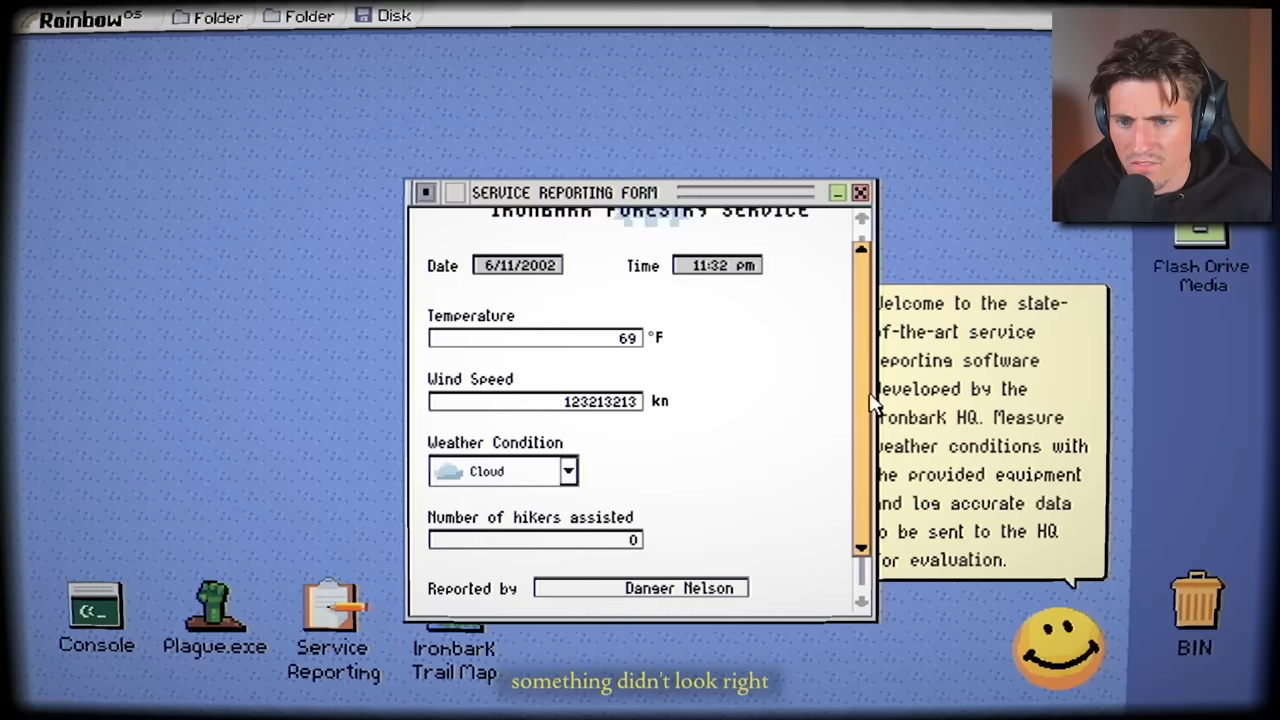 RainbowOS
Folder
Folder
Disk
SERVICE REPORTING FORM
IRONBARK FORESTRY SERVICE
Date 6/11/2002 Time 11:32 pm
Temperature
69 °F
Wind Speed
123213213 kn
Weather Condition
Cloud
Number of hikers assisted
0
Reported by Danger Nelson
Welcome to the state-
of-the-art service
reporting software
developed by the
Ironbark HQ. Measure
weather conditions with
the provided equipment
and log accurate data
to be sent to the HQ
for evaluation.
Flash Drive
Media
Console
Plague.exe
Service
Reporting
Ironbark
Trail Map
BIN
something didn't look right